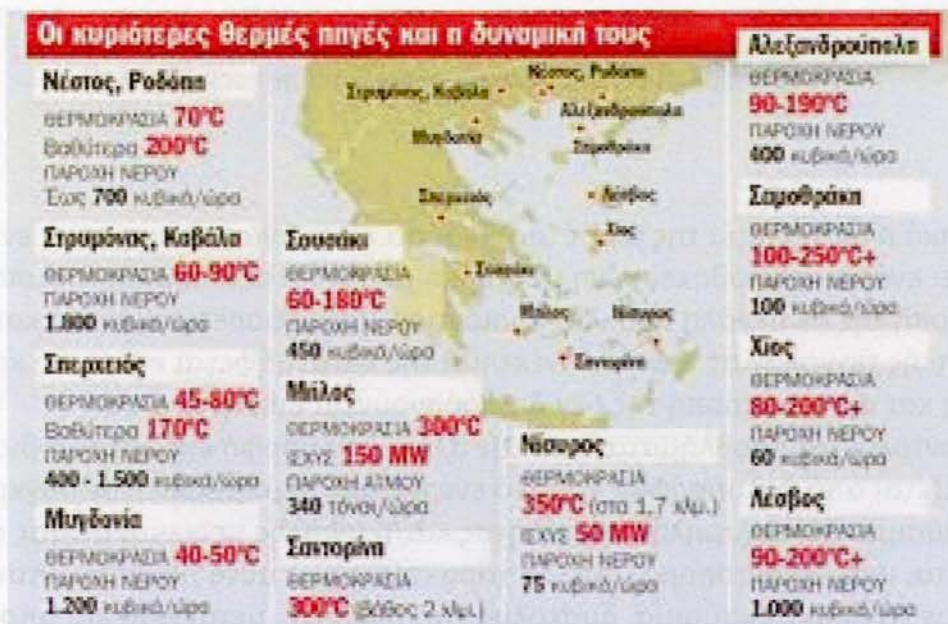 Οι κυριότερες θερμές πηγές και η δυναμική τους
Νέστος, Ροδόπη
ΘΕΡΜΟΚΡΑΣΙΑ 70°C
Βαθύτερα 200°C
ΠΑΡΟΧΗ ΝΕΡΟΥ
Έως 700 κυβικά/ώρα
Στρυμόνας, Καβάλα
ΘΕΡΜΟΚΡΑΣΙΑ 60-90°C
ΠΑΡΟΧΗ ΝΕΡΟΥ
1.800 κυβικά/ώρα
Σπερχειός
ΘΕΡΜΟΚΡΑΣΙΑ 45-80°C
Βαθύτερα 170°C
ΠΑΡΟΧΗ ΝΕΡΟΥ
400 - 1.500 κυβικά/ώρα
Μυγδονία
ΘΕΡΜΟΚΡΑΣΙΑ 40-50°C
ΠΑΡΟΧΗ ΝΕΡΟΥ
1.200 κυβικά/ώρα
Σουσάκι
ΘΕΡΜΟΚΡΑΣΙΑ
60-180°C
ΠΑΡΟΧΗ ΝΕΡΟΥ
450 κυβικά/ώρα
Μήλος
ΘΕΡΜΟΚΡΑΣΙΑ 300°C
ΙΣΧΥΣ 150 MW
ΠΑΡΟΧΗ ΑΤΜΟΥ
340 τόνοι/ώρα
Σαντορίνη
ΘΕΡΜΟΚΡΑΣΙΑ
300°C (βάθος 2 χλμ.)
Νέστος, Ροδόπη
Στρυμόνας, Καβάλα
Αλεξανδρούπολη
Μυγδονία
Σαμοθράκη
Σπερχειός
Λέσβος
Χίος
Σουσάκι
Μήλος
Νίσυρος
Σαντορίνη
Νίσυρος
ΘΕΡΜΟΚΡΑΣΙΑ
350°C (στα 1,7 χλμ.)
ΙΣΧΥΣ 50 MW
ΠΑΡΟΧΗ ΝΕΡΟΥ
75 κυβικά/ώρα
Αλεξανδρούπολη
ΘΕΡΜΟΚΡΑΣΙΑ
90-190°C
ΠΑΡΟΧΗ ΝΕΡΟΥ
400 κυβικά/ώρα
Σαμοθράκη
ΘΕΡΜΟΚΡΑΣΙΑ
100-250°C+
ΠΑΡΟΧΗ ΝΕΡΟΥ
100 κυβικά/ώρα
Χίος
ΘΕΡΜΟΚΡΑΣΙΑ
80-200°C+
ΠΑΡΟΧΗ ΝΕΡΟΥ
60 κυβικά/ώρα
Λέσβος
ΘΕΡΜΟΚΡΑΣΙΑ
90-200°C+
ΠΑΡΟΧΗ ΝΕΡΟΥ
1.000 κυβικά/ώρα